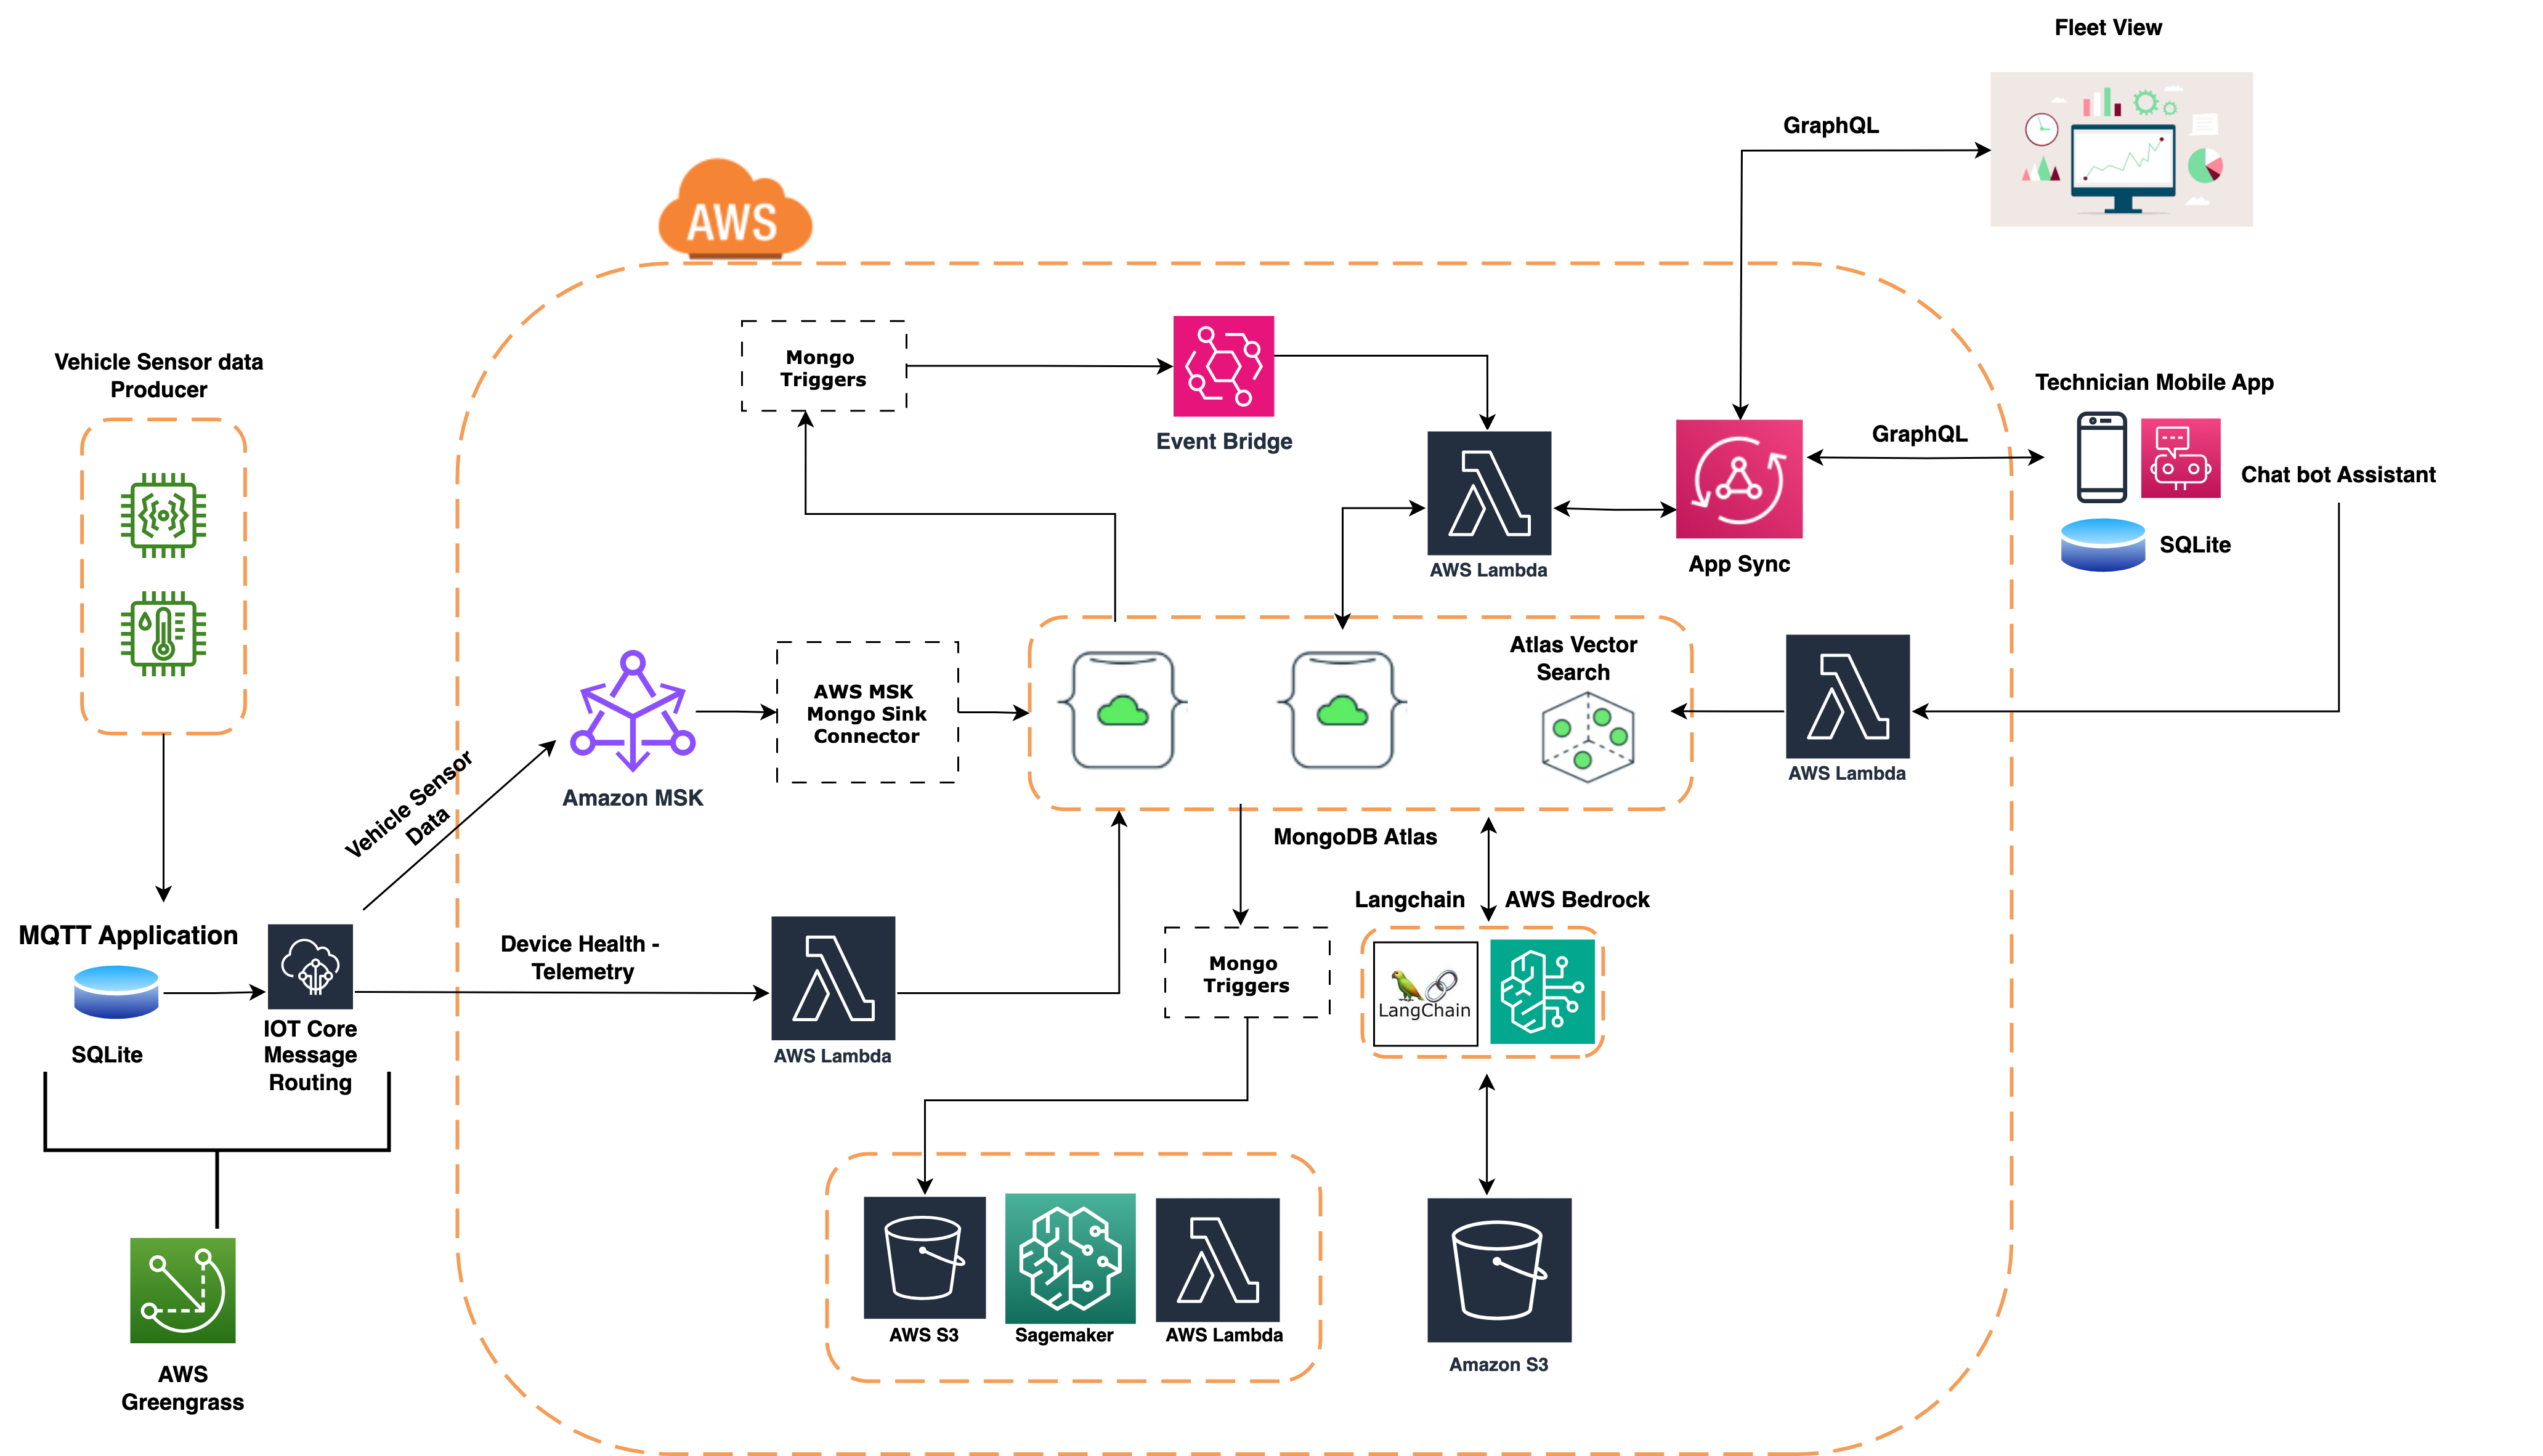 Fleet View
GraphQL
AWS
Mongo
Triggers
Event Bridge
Vehicle Sensor data
Producer
Technician Mobile App
GraphQL
Chat bot Assistant
SQLite
AWS Lambda
App Sync
Atlas Vector
Search
AWS MSK
Mongo Sink
Connector
Amazon MSK
AWS Lambda
Vehicle Sensor
Data
MongoDB Atlas
Langchain
AWS Bedrock
MQTT Application
Device Health -
Telemetry
Mongo
Triggers
LangChain
SQLite
IOT Core
Message
Routing
AWS Lambda
AWS S3
Sagemaker
AWS Lambda
Amazon S3
AWS
Greengrass